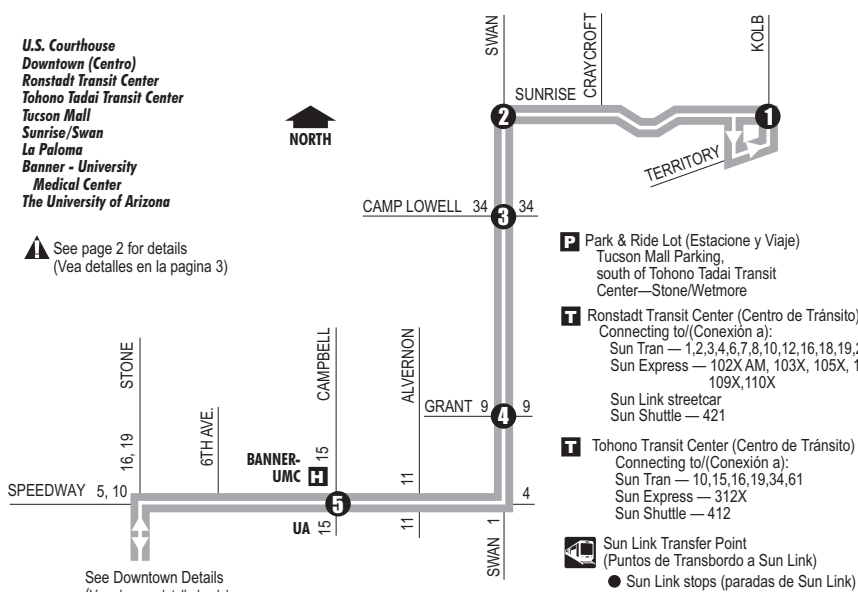 U.S. Courthouse
Downtown (Centro)
Ronstadt Transit Center
Tohono Tadai Transit Center
Tucson Mall
Sunrise/Swan
La Paloma
Banner - University
Medical Center
The University of Arizona
See page 2 for details
(Vea detalles en la pagina 3)
NORTH
SWAN
CRAYCROFT
KOLB
SUNRISE
2
1
TERRITORY
CAMP LOWELL 34
3
34
STONE
16, 19
6TH AVE.
CAMPBELL
15
ALVERNON
11
GRANT 9
4
9
BANNER-
UMC H
SPEEDWAY 5, 10
5
4
UA
15
11
SWAN 1
See Downtown Details
P Park & Ride Lot (Estacione y Viaje)
Tucson Mall Parking,
south of Tohono Tadai Transit
Center—Stone/Wetmore
T Ronstadt Transit Center (Centro de Tránsito)
Connecting to/(Conexión a):
Sun Tran — 1,2,3,4,6,7,8,10,12,16,18,19,
Sun Express — 102X AM, 103X, 105X,
109X,110X
Sun Link streetcar
Sun Shuttle — 421
T Tohono Transit Center (Centro de Tránsito)
Connecting to/(Conexión a):
Sun Tran — 10,15,16,19,34,61
Sun Express — 312X
Sun Shuttle — 412
Sun Link Transfer Point
(Puntos de Transbordo a Sun Link)
Sun Link stops (paradas de Sun Link)